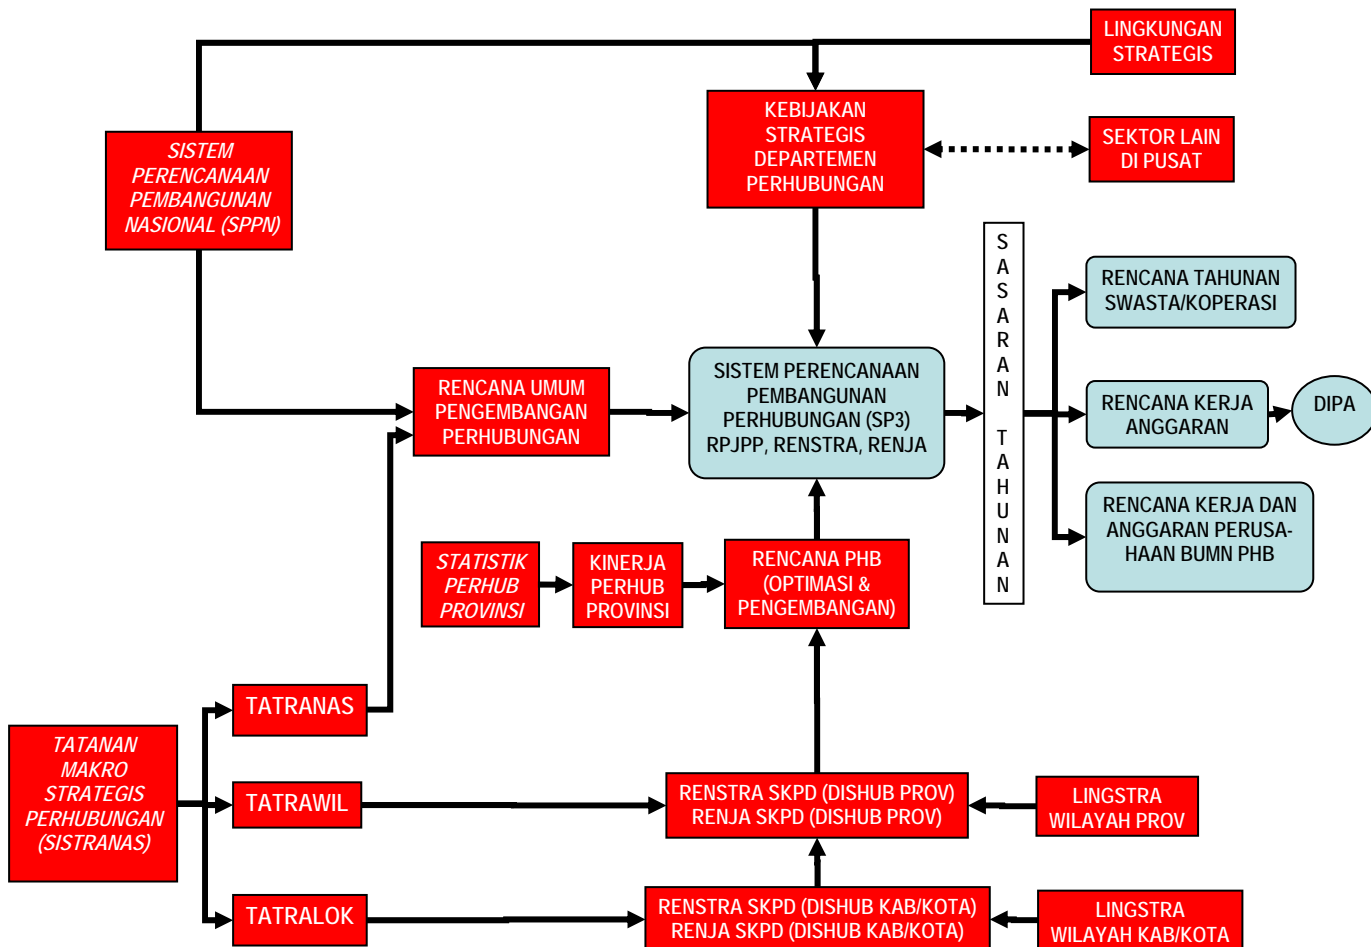 LINGKUNGAN
STRATEGIS
KEBIJAKAN
STRATEGIS
DEPARTEMEN
PERHUBUNGAN
SEKTOR LAIN
DI PUSAT
SISTEM
PERENCANAAN
PEMBANGUNAN
NASIONAL (SPPN)
RENCANA UMUM
PENGEMBANGAN
PERHUBUNGAN
SISTEM PERENCANAAN
PEMBANGUNAN
PERHUBUNGAN (SP3)
RPJPP, RENSTRA, RENJA
SASARAN TAHUNAN
RENCANA TAHUNAN
SWASTA/KOPERASI
RENCANA KERJA
ANGGARAN
DIPA
RENCANA KERJA DAN
ANGGARAN PERUSA-
HAAN BUMN PHB
STATISTIK
PERHUB
PROVINSI
KINERJA
PERHUB
PROVINSI
RENCANA PHB
(OPTIMASI &
PENGEMBANGAN)
TATANAN
MAKRO
STRATEGIS
PERHUBUNGAN
(SISTRANAS)
TATRANAS
TATRAWIL
TATRALOK
RENSTRA SKPD (DISHUB PROV)
RENJA SKPD (DISHUB PROV)
LINGSTRA
WILAYAH PROV
RENSTRA SKPD (DISHUB KAB/KOTA)
RENJA SKPD (DISHUB KAB/KOTA)
LINGSTRA
WILAYAH KAB/KOTA